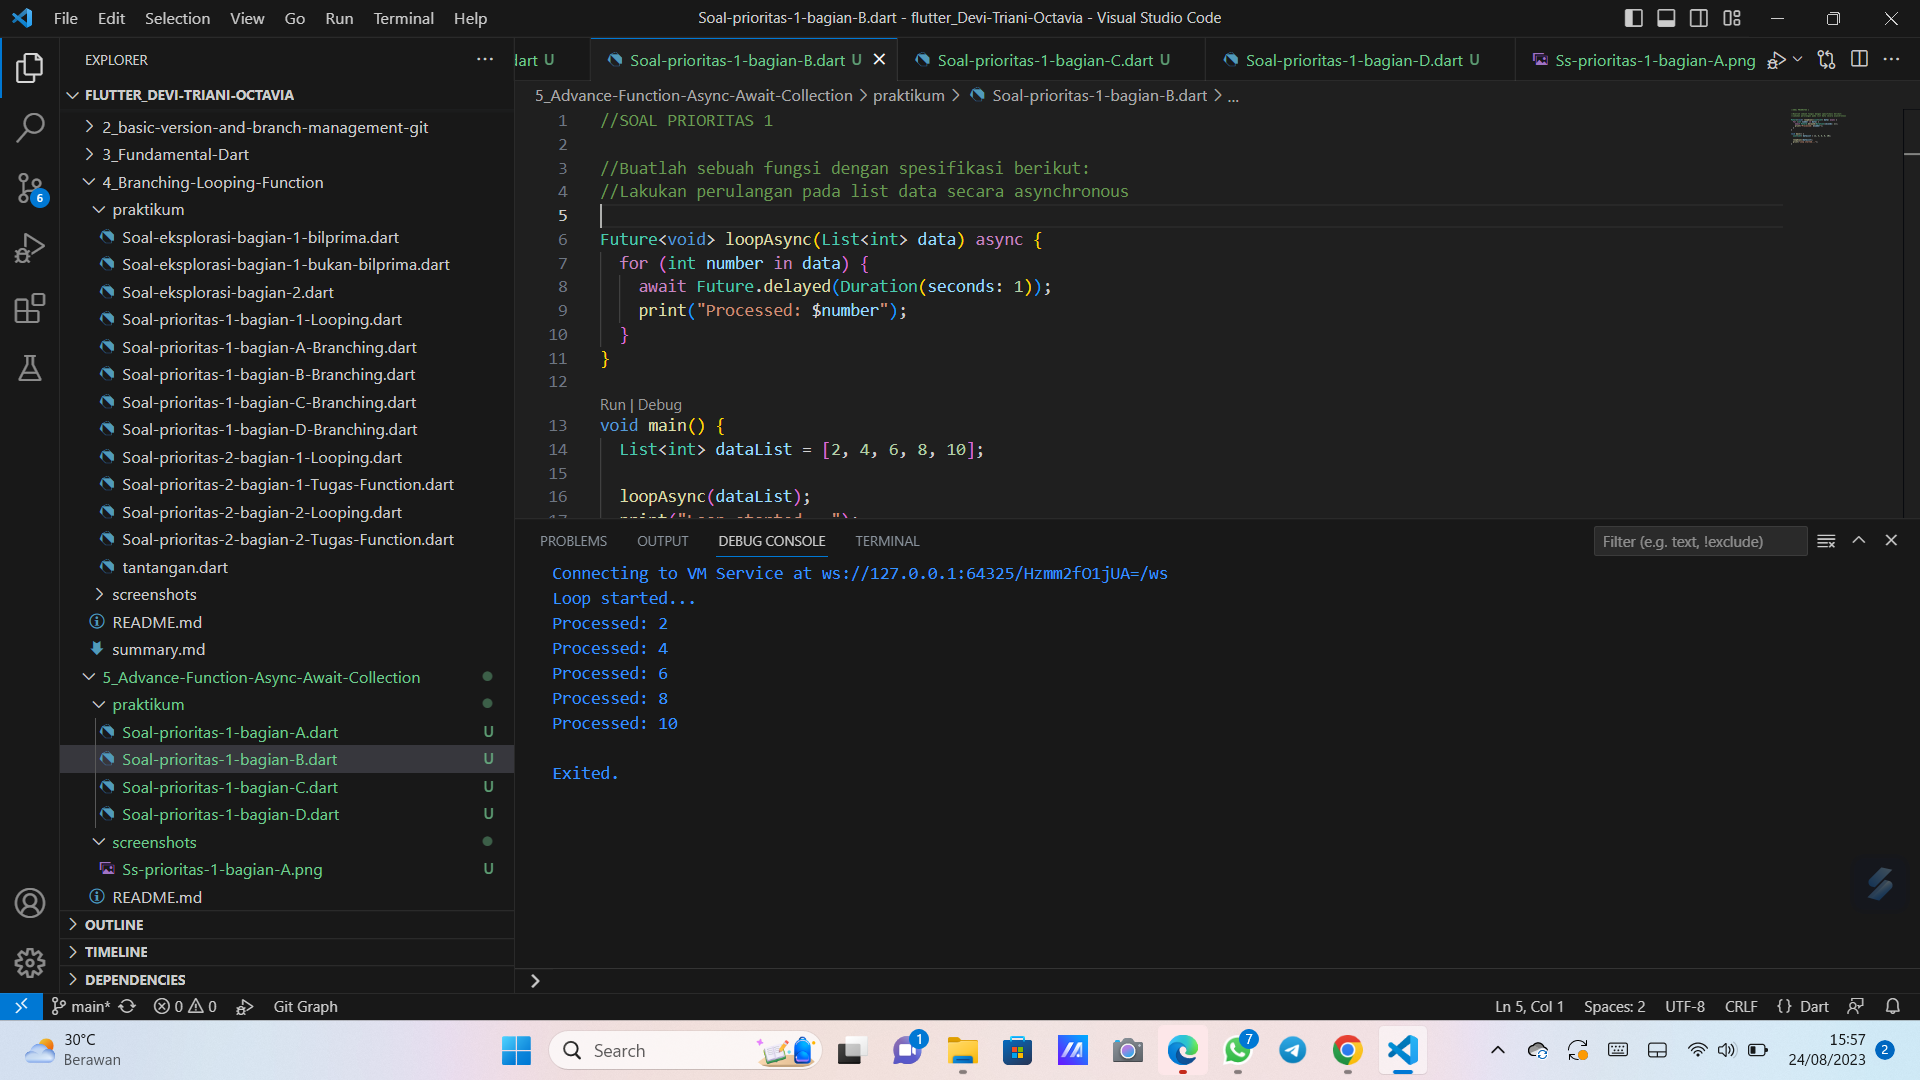 File Edit Selection View Go Run Terminal Help
Soal-prioritas-1-bagian-B.dart - flutter_Devi-Triani-Octavia - Visual Studio Code
EXPLORER
FLUTTER_DEVI-TRIANI-OCTAVIA
2_basic-version-and-branch-management-git
3_Fundamental-Dart
4_Branching-Looping-Function
praktikum
Soal-eksplorasi-bagian-1-bilprima.dart
Soal-eksplorasi-bagian-1-bukan-bilprima.dart
Soal-eksplorasi-bagian-2.dart
Soal-prioritas-1-bagian-1-Looping.dart
Soal-prioritas-1-bagian-A-Branching.dart
Soal-prioritas-1-bagian-B-Branching.dart
Soal-prioritas-1-bagian-C-Branching.dart
Soal-prioritas-1-bagian-D-Branching.dart
Soal-prioritas-2-bagian-1-Looping.dart
Soal-prioritas-2-bagian-1-Tugas-Function.dart
Soal-prioritas-2-bagian-2-Looping.dart
Soal-prioritas-2-bagian-2-Tugas-Function.dart
tantangan.dart
screenshots
README.md
summary.md
5_Advance-Function-Async-Await-Collection
praktikum
Soal-prioritas-1-bagian-A.dart U
Soal-prioritas-1-bagian-B.dart U
Soal-prioritas-1-bagian-C.dart U
Soal-prioritas-1-bagian-D.dart U
screenshots
Ss-prioritas-1-bagian-A.png U
README.md
OUTLINE
TIMELINE
DEPENDENCIES
6
dart U Soal-prioritas-1-bagian-B.dart U Soal-prioritas-1-bagian-C.dart U Soal-prioritas-1-bagian-D.dart U Ss-prioritas-1-bagian-A.png
5_Advance-Function-Async-Await-Collection > praktikum > Soal-prioritas-1-bagian-B.dart > ...
1 //SOAL PRIORITAS 1
2
3 //Buatlah sebuah fungsi dengan spesifikasi berikut:
4 //Lakukan perulangan pada list data secara asynchronous
5
6 Future<void> loopAsync(List<int> data) async {
7 for (int number in data) {
8 await Future.delayed(Duration(seconds: 1));
9 print("Processed: $number");
10 }
11 }
12
Run | Debug
13 void main() {
14 List<int> dataList = [2, 4, 6, 8, 10];
15
16 loopAsync(dataList);
17 print("Loop started...");
PROBLEMS OUTPUT DEBUG CONSOLE TERMINAL
Filter (e.g. text, !exclude)
Connecting to VM Service at ws://127.0.0.1:64325/Hzmm2fO1jUA=/ws
Loop started...
Processed: 2
Processed: 4
Processed: 6
Processed: 8
Processed: 10
Exited.
main* 0 0 Git Graph
Ln 5, Col 1 Spaces: 2 UTF-8 CRLF {} Dart
30°C
Berawan
Search
1
7
15:57
24/08/2023
2